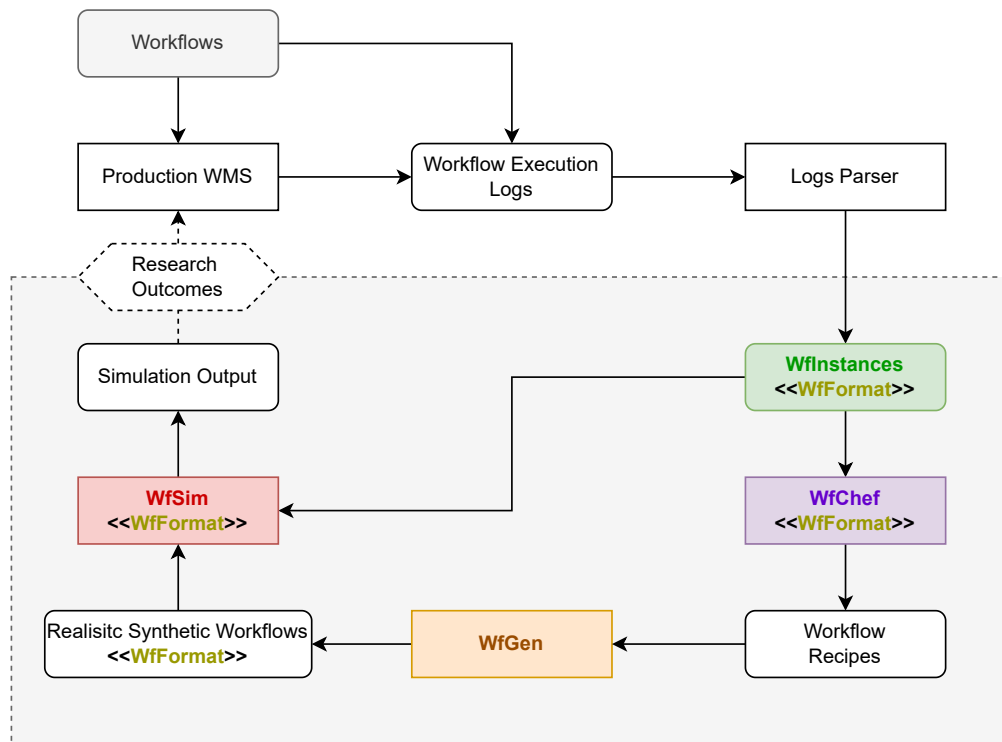 Workflows
Production WMS
Workflow Execution
Logs
Logs Parser
Research
Outcomes
Simulation Output
WfInstances
<<WfFormat>>
WfSim
<<WfFormat>>
WfChef
<<WfFormat>>
Realisitc Synthetic Workflows
<<WfFormat>>
WfGen
Workflow
Recipes